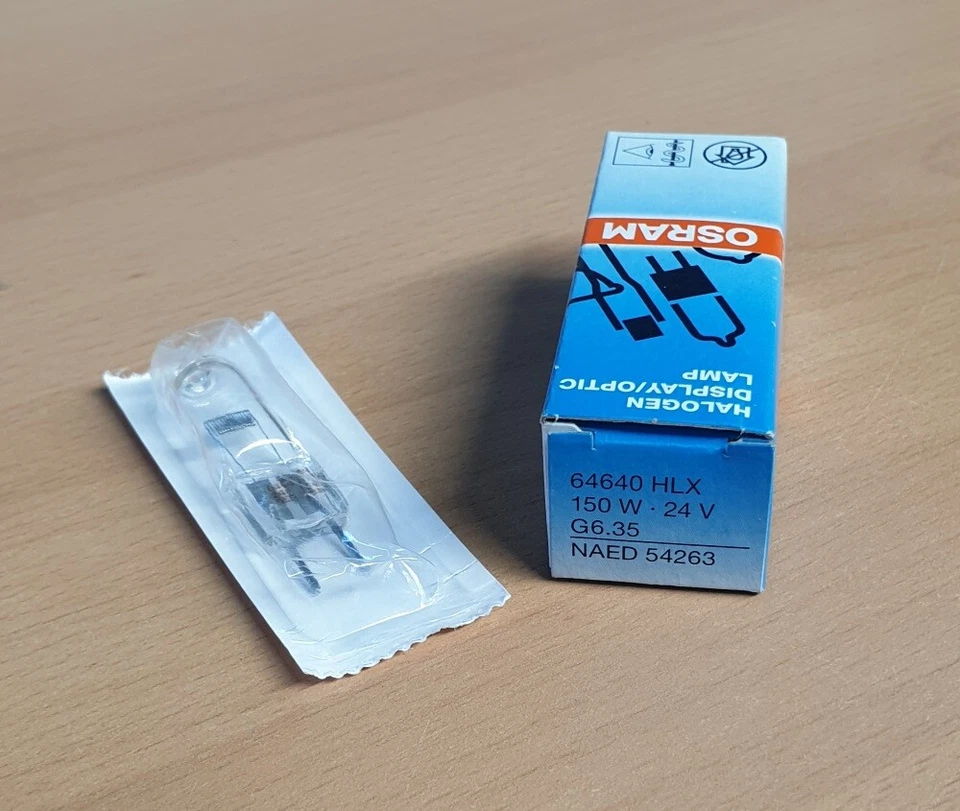 OSRAM
HALOGEN
DISPLAY/OPTIC
LAMP
64640 HLX
150 W · 24 V
G6.35
NAED 54263